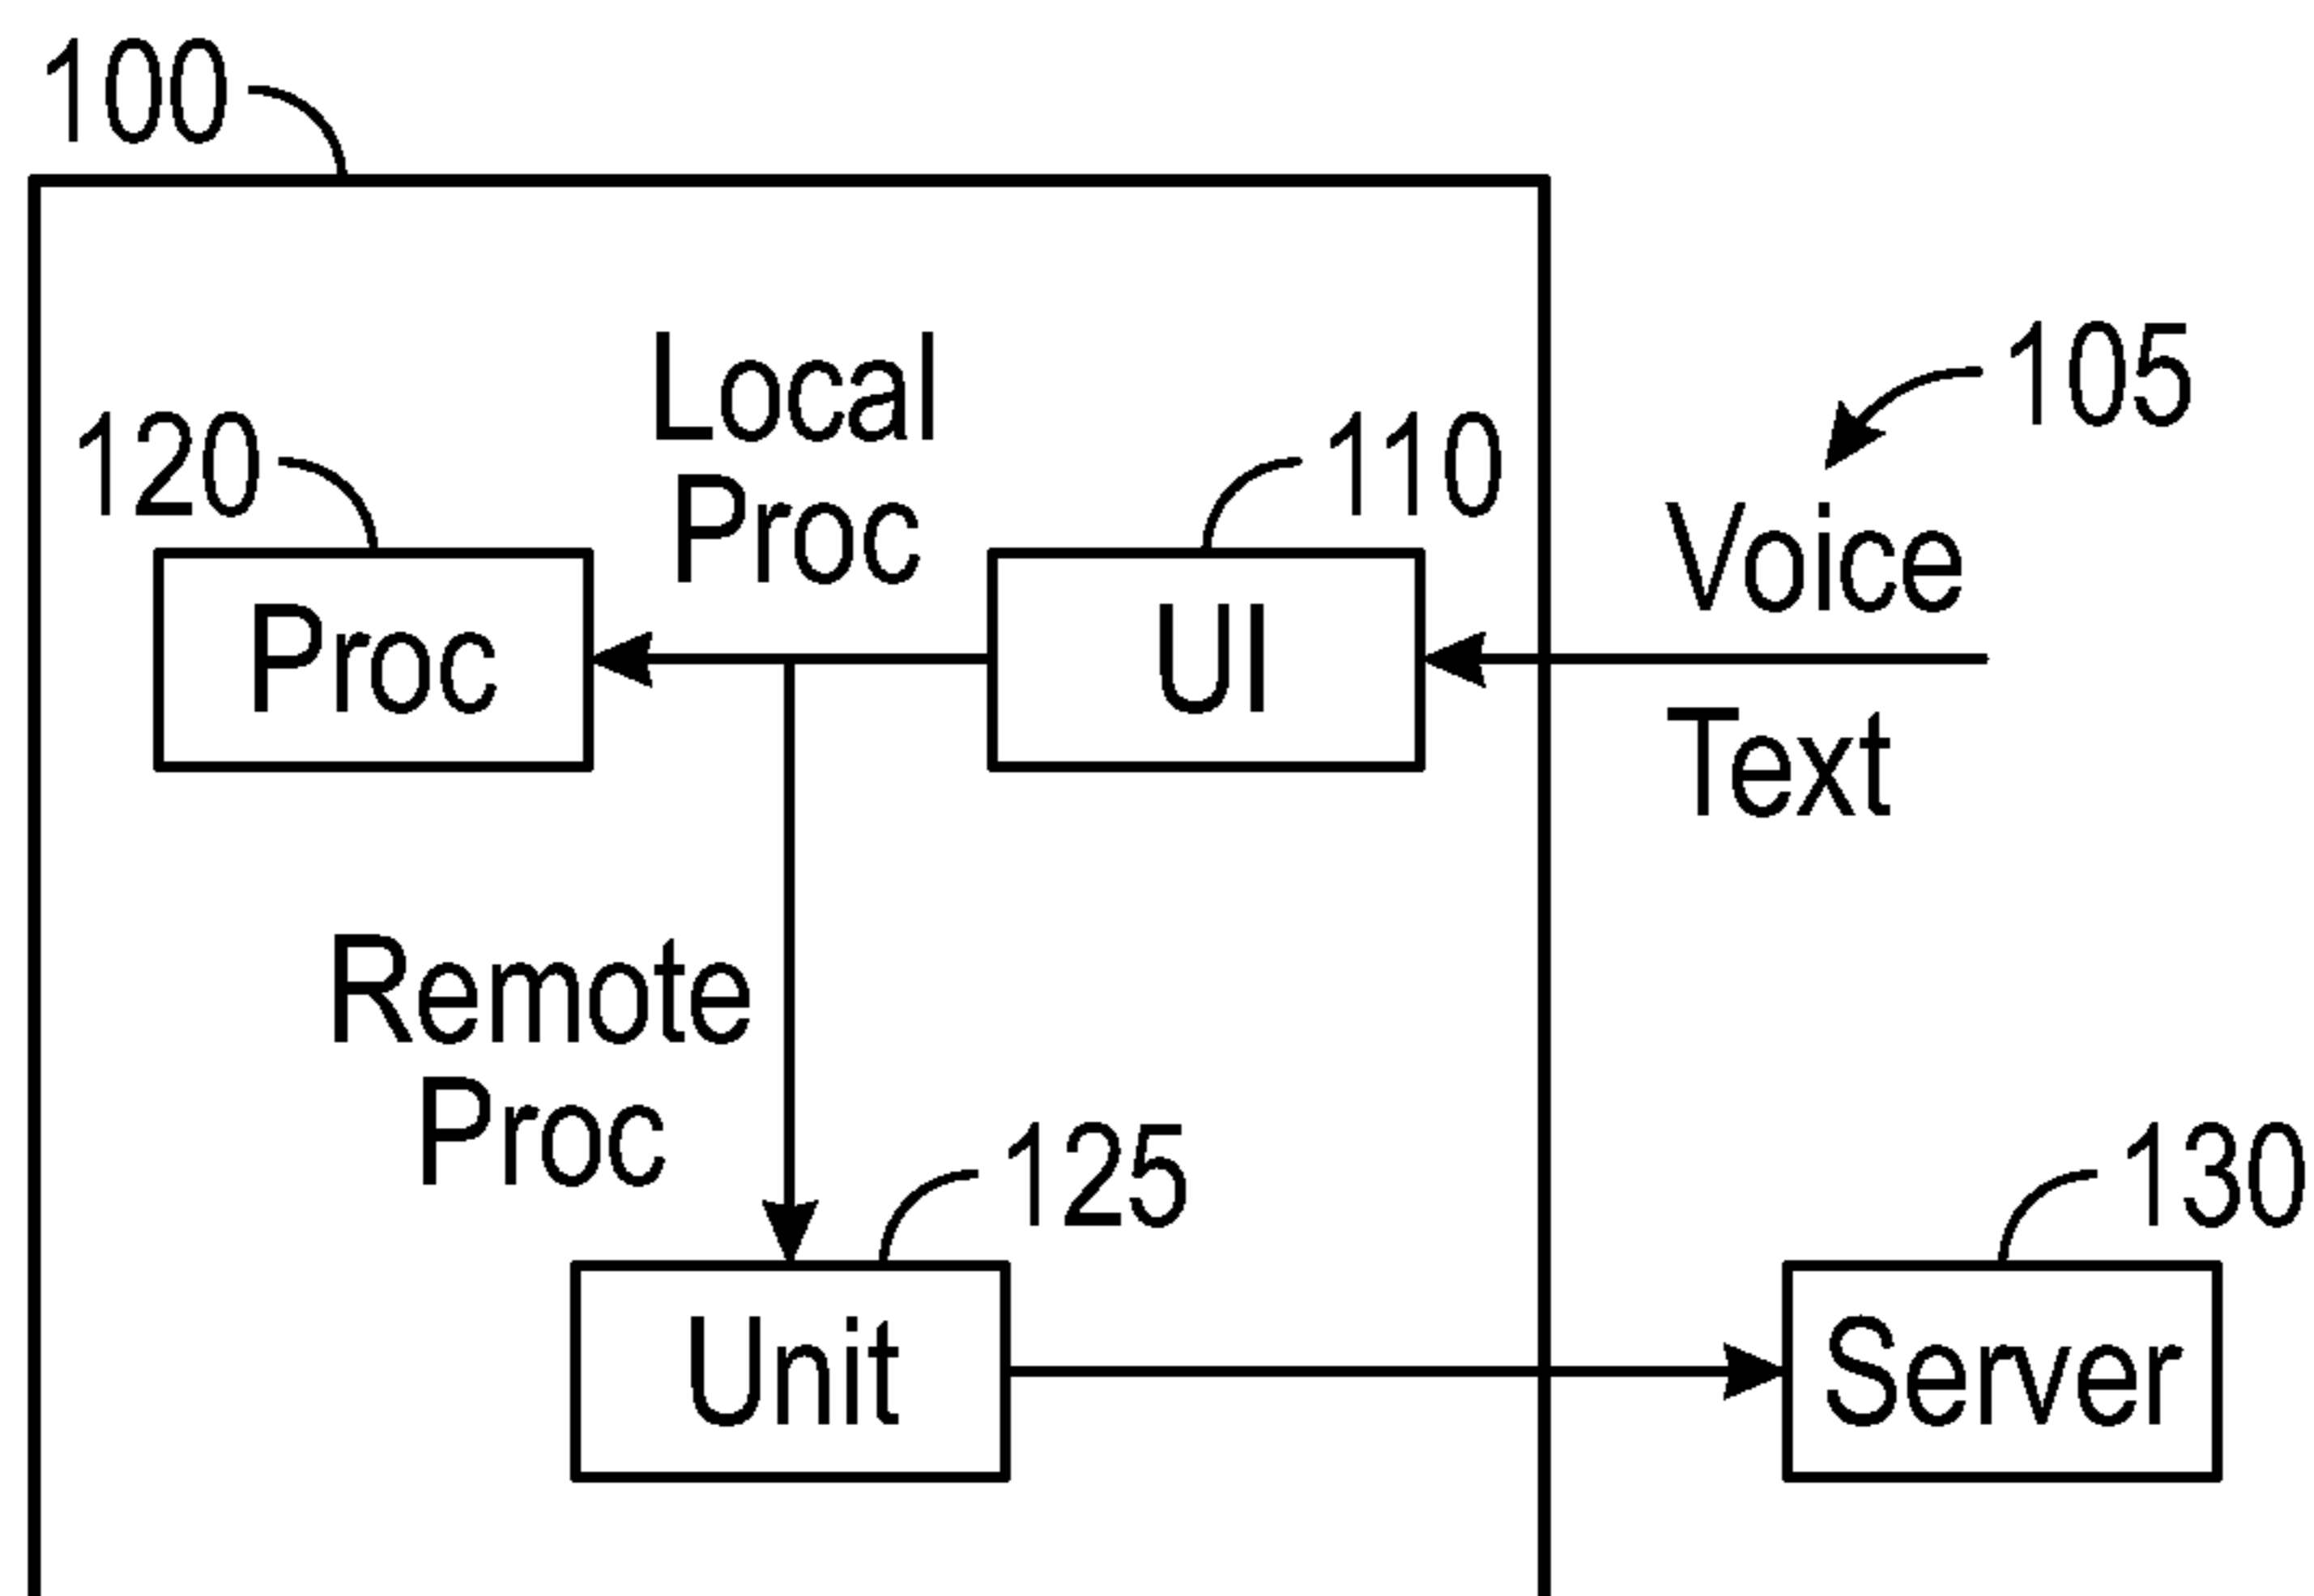 100
Local
Proc
105
120
110
Voice
Proc
UI
Text
Remote
Proc
125
130
Unit
Server